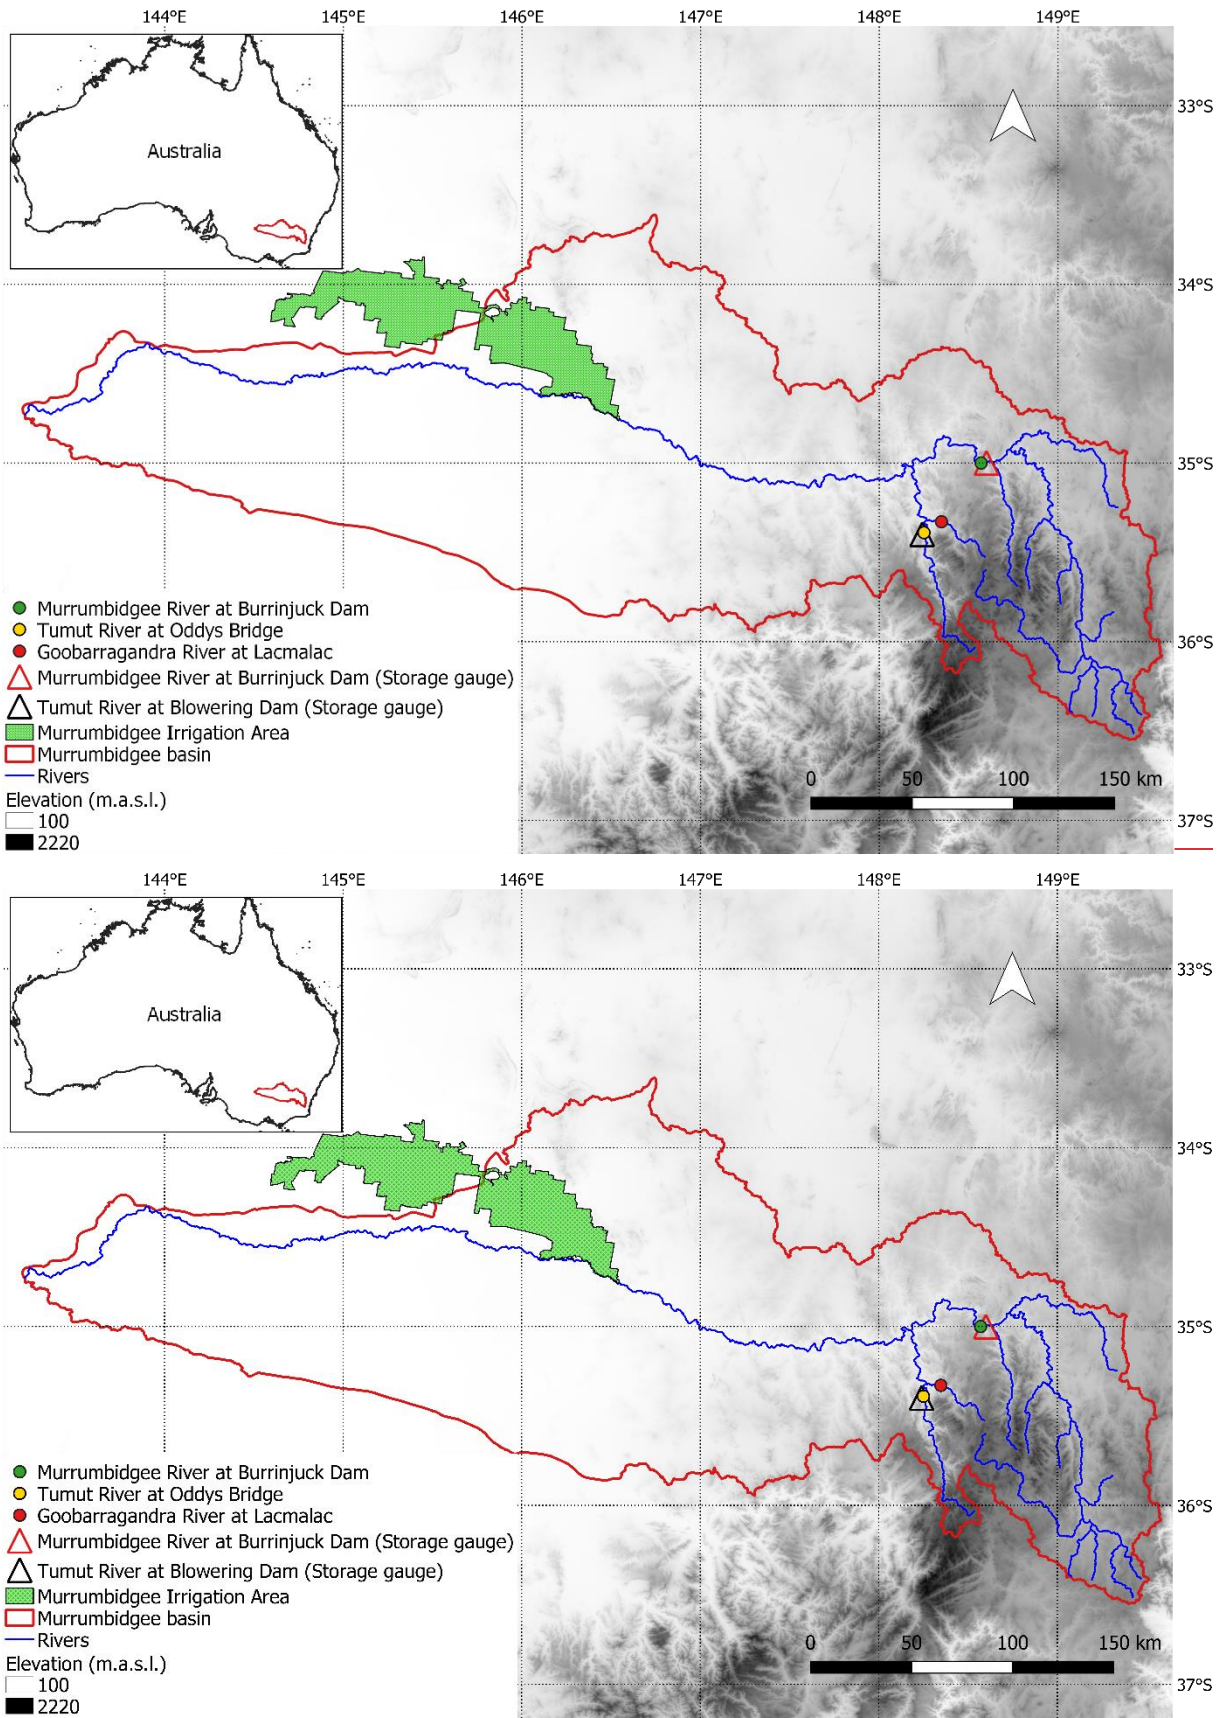 144°E 145°E 146°E 147°E 148°E 149°E
Australia
33°S
34°S
35°S
36°S
37°S
Murrumbidgee River at Burrinjuck Dam
Tumut River at Oddys Bridge
Goobarragandra River at Lacmalac
Murrumbidgee River at Burrinjuck Dam (Storage gauge)
Tumut River at Blowering Dam (Storage gauge)
Murrumbidgee Irrigation Area
Murrumbidgee basin
Rivers
Elevation (m.a.s.l.)
100
2220
0 50 100 150 km
144°E 145°E 146°E 147°E 148°E 149°E
Australia
33°S
34°S
35°S
36°S
37°S
Murrumbidgee River at Burrinjuck Dam
Tumut River at Oddys Bridge
Goobarragandra River at Lacmalac
Murrumbidgee River at Burrinjuck Dam (Storage gauge)
Tumut River at Blowering Dam (Storage gauge)
Murrumbidgee Irrigation Area
Murrumbidgee basin
Rivers
Elevation (m.a.s.l.)
100
2220
0 50 100 150 km